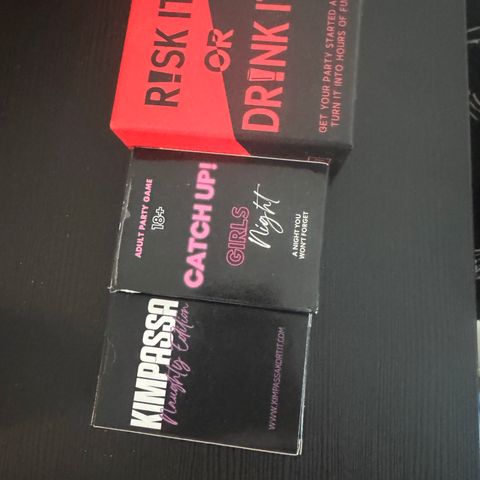 RISK IT
OR
DRINK IT
GET YOUR PARTY STARTED A
TURN IT INTO HOURS OF FU
ADULT PARTY GAME
18+
CATCH UP!
GIRLS
Night
A NIGHT YOU
WON'T FORGET
KIMPASSA
Naughty Edition
WWW.KIMPASSAKORTIT.COM